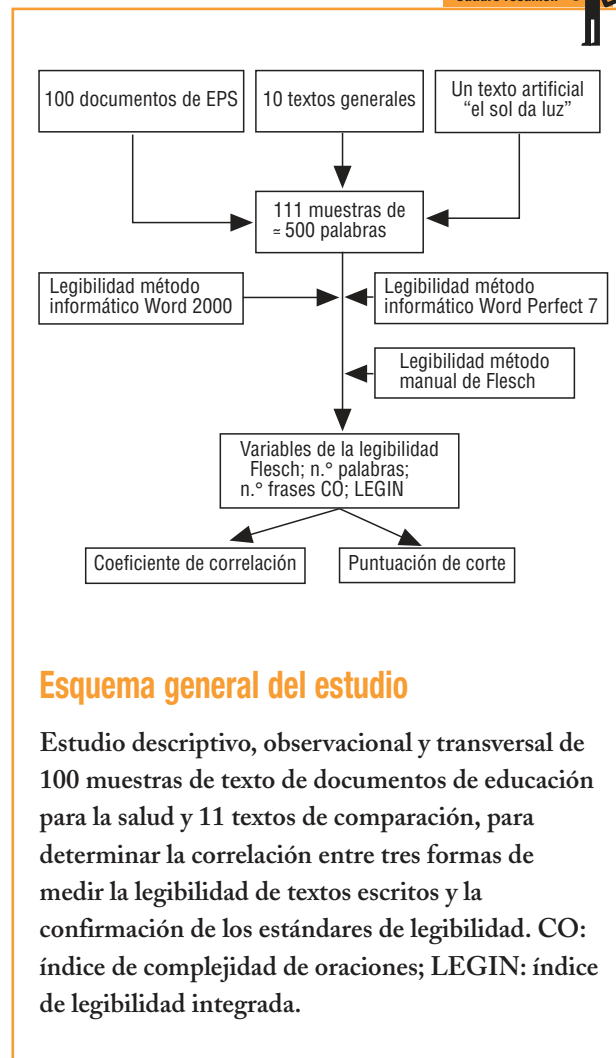 100 documentos de EPS
10 textos generales
Un texto artificial
“el sol da luz”
111 muestras de
≈ 500 palabras
Legibilidad método
informático Word 2000
Legibilidad método
informático Word Perfect 7
Legibilidad método
manual de Flesch
Variables de la legibilidad
Flesch; n.° palabras;
n.° frases CO; LEGIN
Coeficiente de correlación
Puntuación de corte
Esquema general del estudio
Estudio descriptivo, observacional y transversal de
100 muestras de texto de documentos de educación
para la salud y 11 textos de comparación, para
determinar la correlación entre tres formas de
medir la legibilidad de textos escritos y la
confirmación de los estándares de legibilidad. CO:
índice de complejidad de oraciones; LEGIN: índice
de legibilidad integrada.